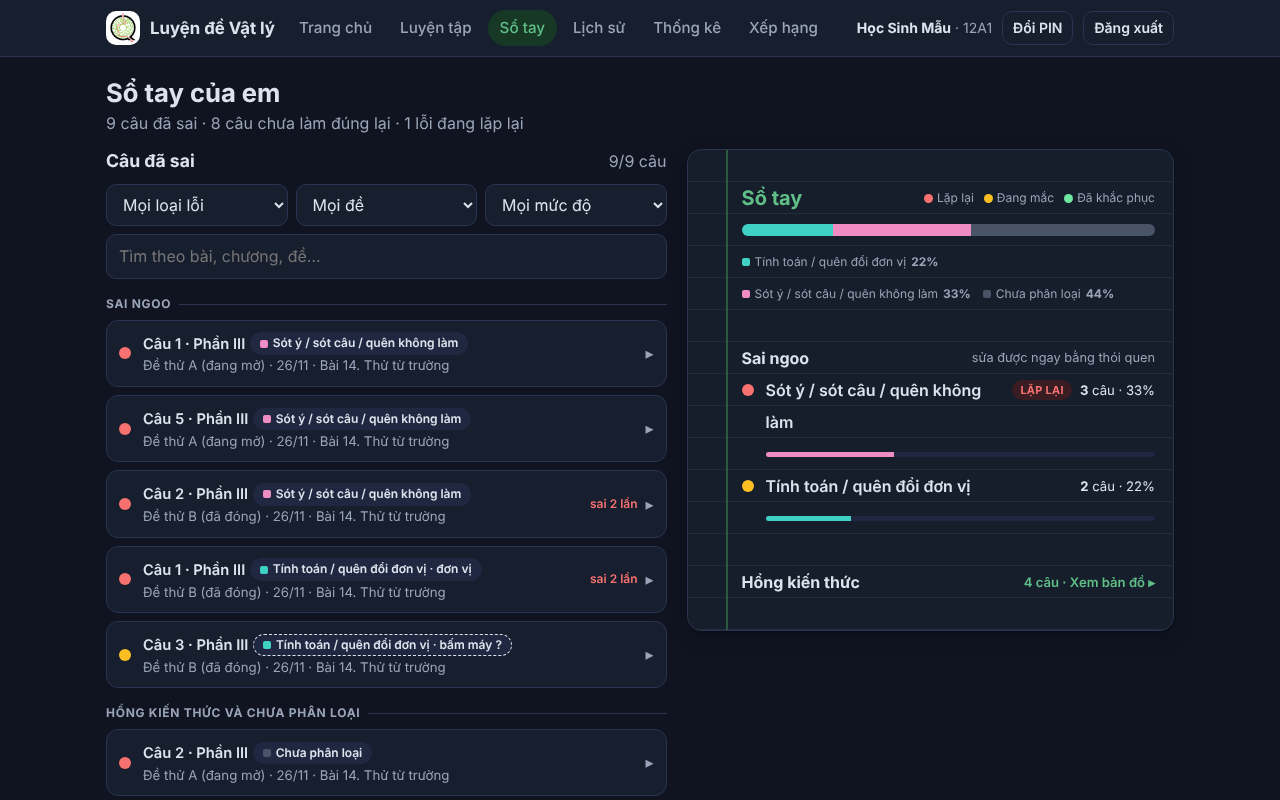 Luyện đề Vật lý
Trang chủ
Luyện tập
Sổ tay
Lịch sử
Thống kê
Xếp hạng
Học Sinh Mẫu · 12A1
Đổi PIN
Đăng xuất
Sổ tay của em
9 câu đã sai · 8 câu chưa làm đúng lại · 1 lỗi đang lặp lại
Câu đã sai
9/9 câu
Mọi loại lỗi
Mọi đề
Mọi mức độ
Tìm theo bài, chương, đề...
SAI NGOO
Câu 1 · Phần III
Sót ý / sót câu / quên không làm
Đề thử A (đang mở) · 26/11 · Bài 14. Thử từ trường
Câu 5 · Phần III
Sót ý / sót câu / quên không làm
Đề thử A (đang mở) · 26/11 · Bài 14. Thử từ trường
Câu 2 · Phần III
Sót ý / sót câu / quên không làm
Đề thử B (đã đóng) · 26/11 · Bài 14. Thử từ trường
sai 2 lần
Câu 1 · Phần III
Tính toán / quên đổi đơn vị · đơn vị
Đề thử B (đã đóng) · 26/11 · Bài 14. Thử từ trường
sai 2 lần
Câu 3 · Phần III
Tính toán / quên đổi đơn vị · bấm máy ?
Đề thử B (đã đóng) · 26/11 · Bài 14. Thử từ trường
HỔNG KIẾN THỨC VÀ CHƯA PHÂN LOẠI
Câu 2 · Phần III
Chưa phân loại
Đề thử A (đang mở) · 26/11 · Bài 14. Thử từ trường
Sổ tay
Lặp lại
Đang mắc
Đã khắc phục
Tính toán / quên đổi đơn vị 22%
Sót ý / sót câu / quên không làm 33%
Chưa phân loại 44%
Sai ngoo
sửa được ngay bằng thói quen
Sót ý / sót câu / quên không
làm
LẶP LẠI
3 câu · 33%
Tính toán / quên đổi đơn vị
2 câu · 22%
Hổng kiến thức
4 câu · Xem bản đồ ▸